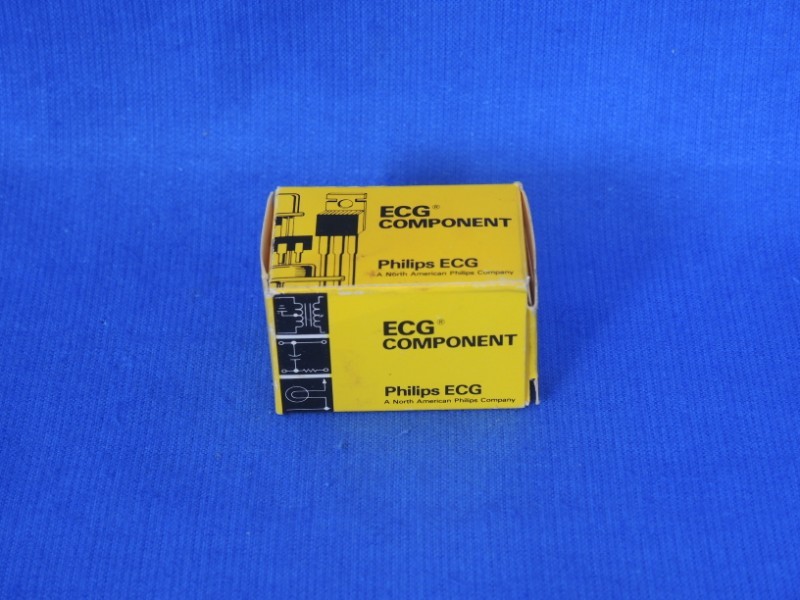 ECG®
COMPONENT
Philips ECG
A North American Philips Company
ECG®
COMPONENT
Philips ECG
A North American Philips Company